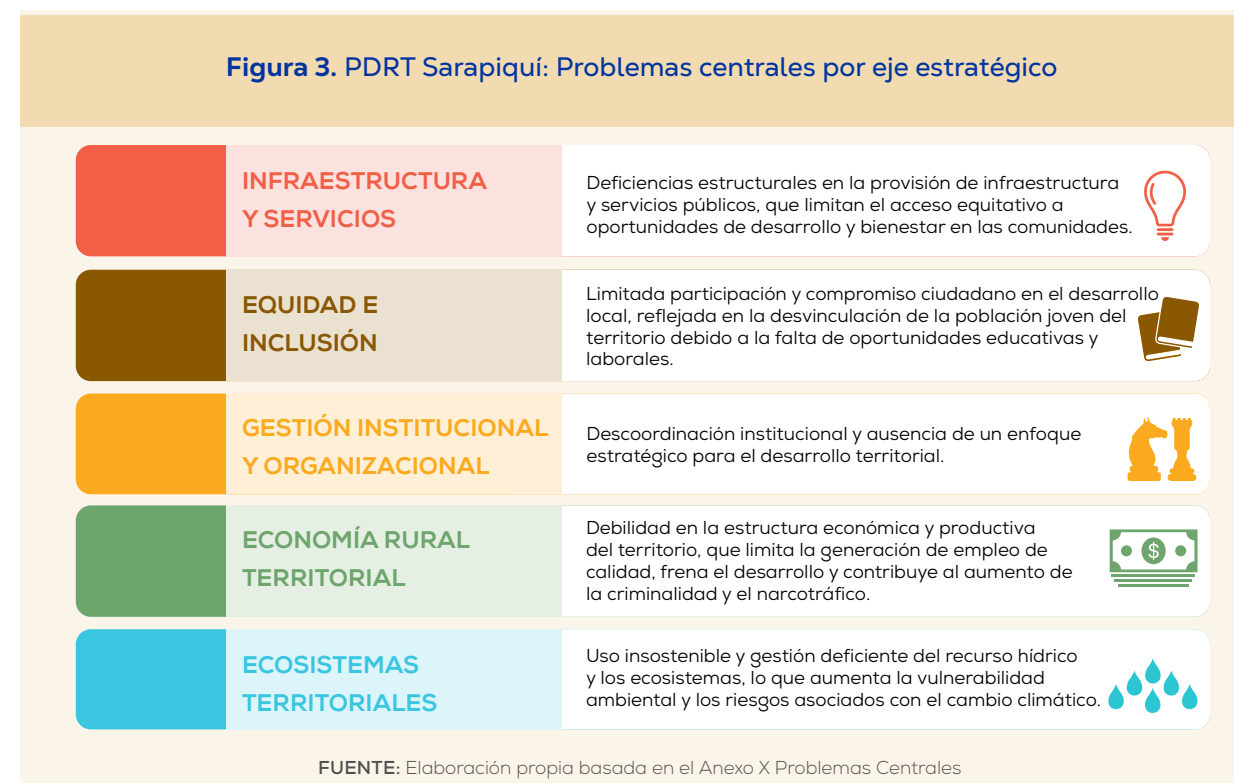 Figura 3. PDRT Sarapiquí: Problemas centrales por eje estratégico
INFRAESTRUCTURA
Y SERVICIOS
Deficiencias estructurales en la provisión de infraestructura
y servicios públicos, que limitan el acceso equitativo a
oportunidades de desarrollo y bienestar en las comunidades.
EQUIDAD E
INCLUSIÓN
Limitada participación y compromiso ciudadano en el desarrollo
local, reflejada en la desvinculación de la población joven del
territorio debido a la falta de oportunidades educativas y
laborales.
GESTIÓN INSTITUCIONAL
Y ORGANIZACIONAL
Descoordinación institucional y ausencia de un enfoque
estratégico para el desarrollo territorial.
ECONOMÍA RURAL
TERRITORIAL
Debilidad en la estructura económica y productiva
del territorio, que limita la generación de empleo de
calidad, frena el desarrollo y contribuye al aumento de
la criminalidad y el narcotráfico.
$
ECOSISTEMAS
TERRITORIALES
Uso insostenible y gestión deficiente del recurso hídrico
y los ecosistemas, lo que aumenta la vulnerabilidad
ambiental y los riesgos asociados con el cambio climático.
FUENTE: Elaboración propia basada en el Anexo X Problemas Centrales